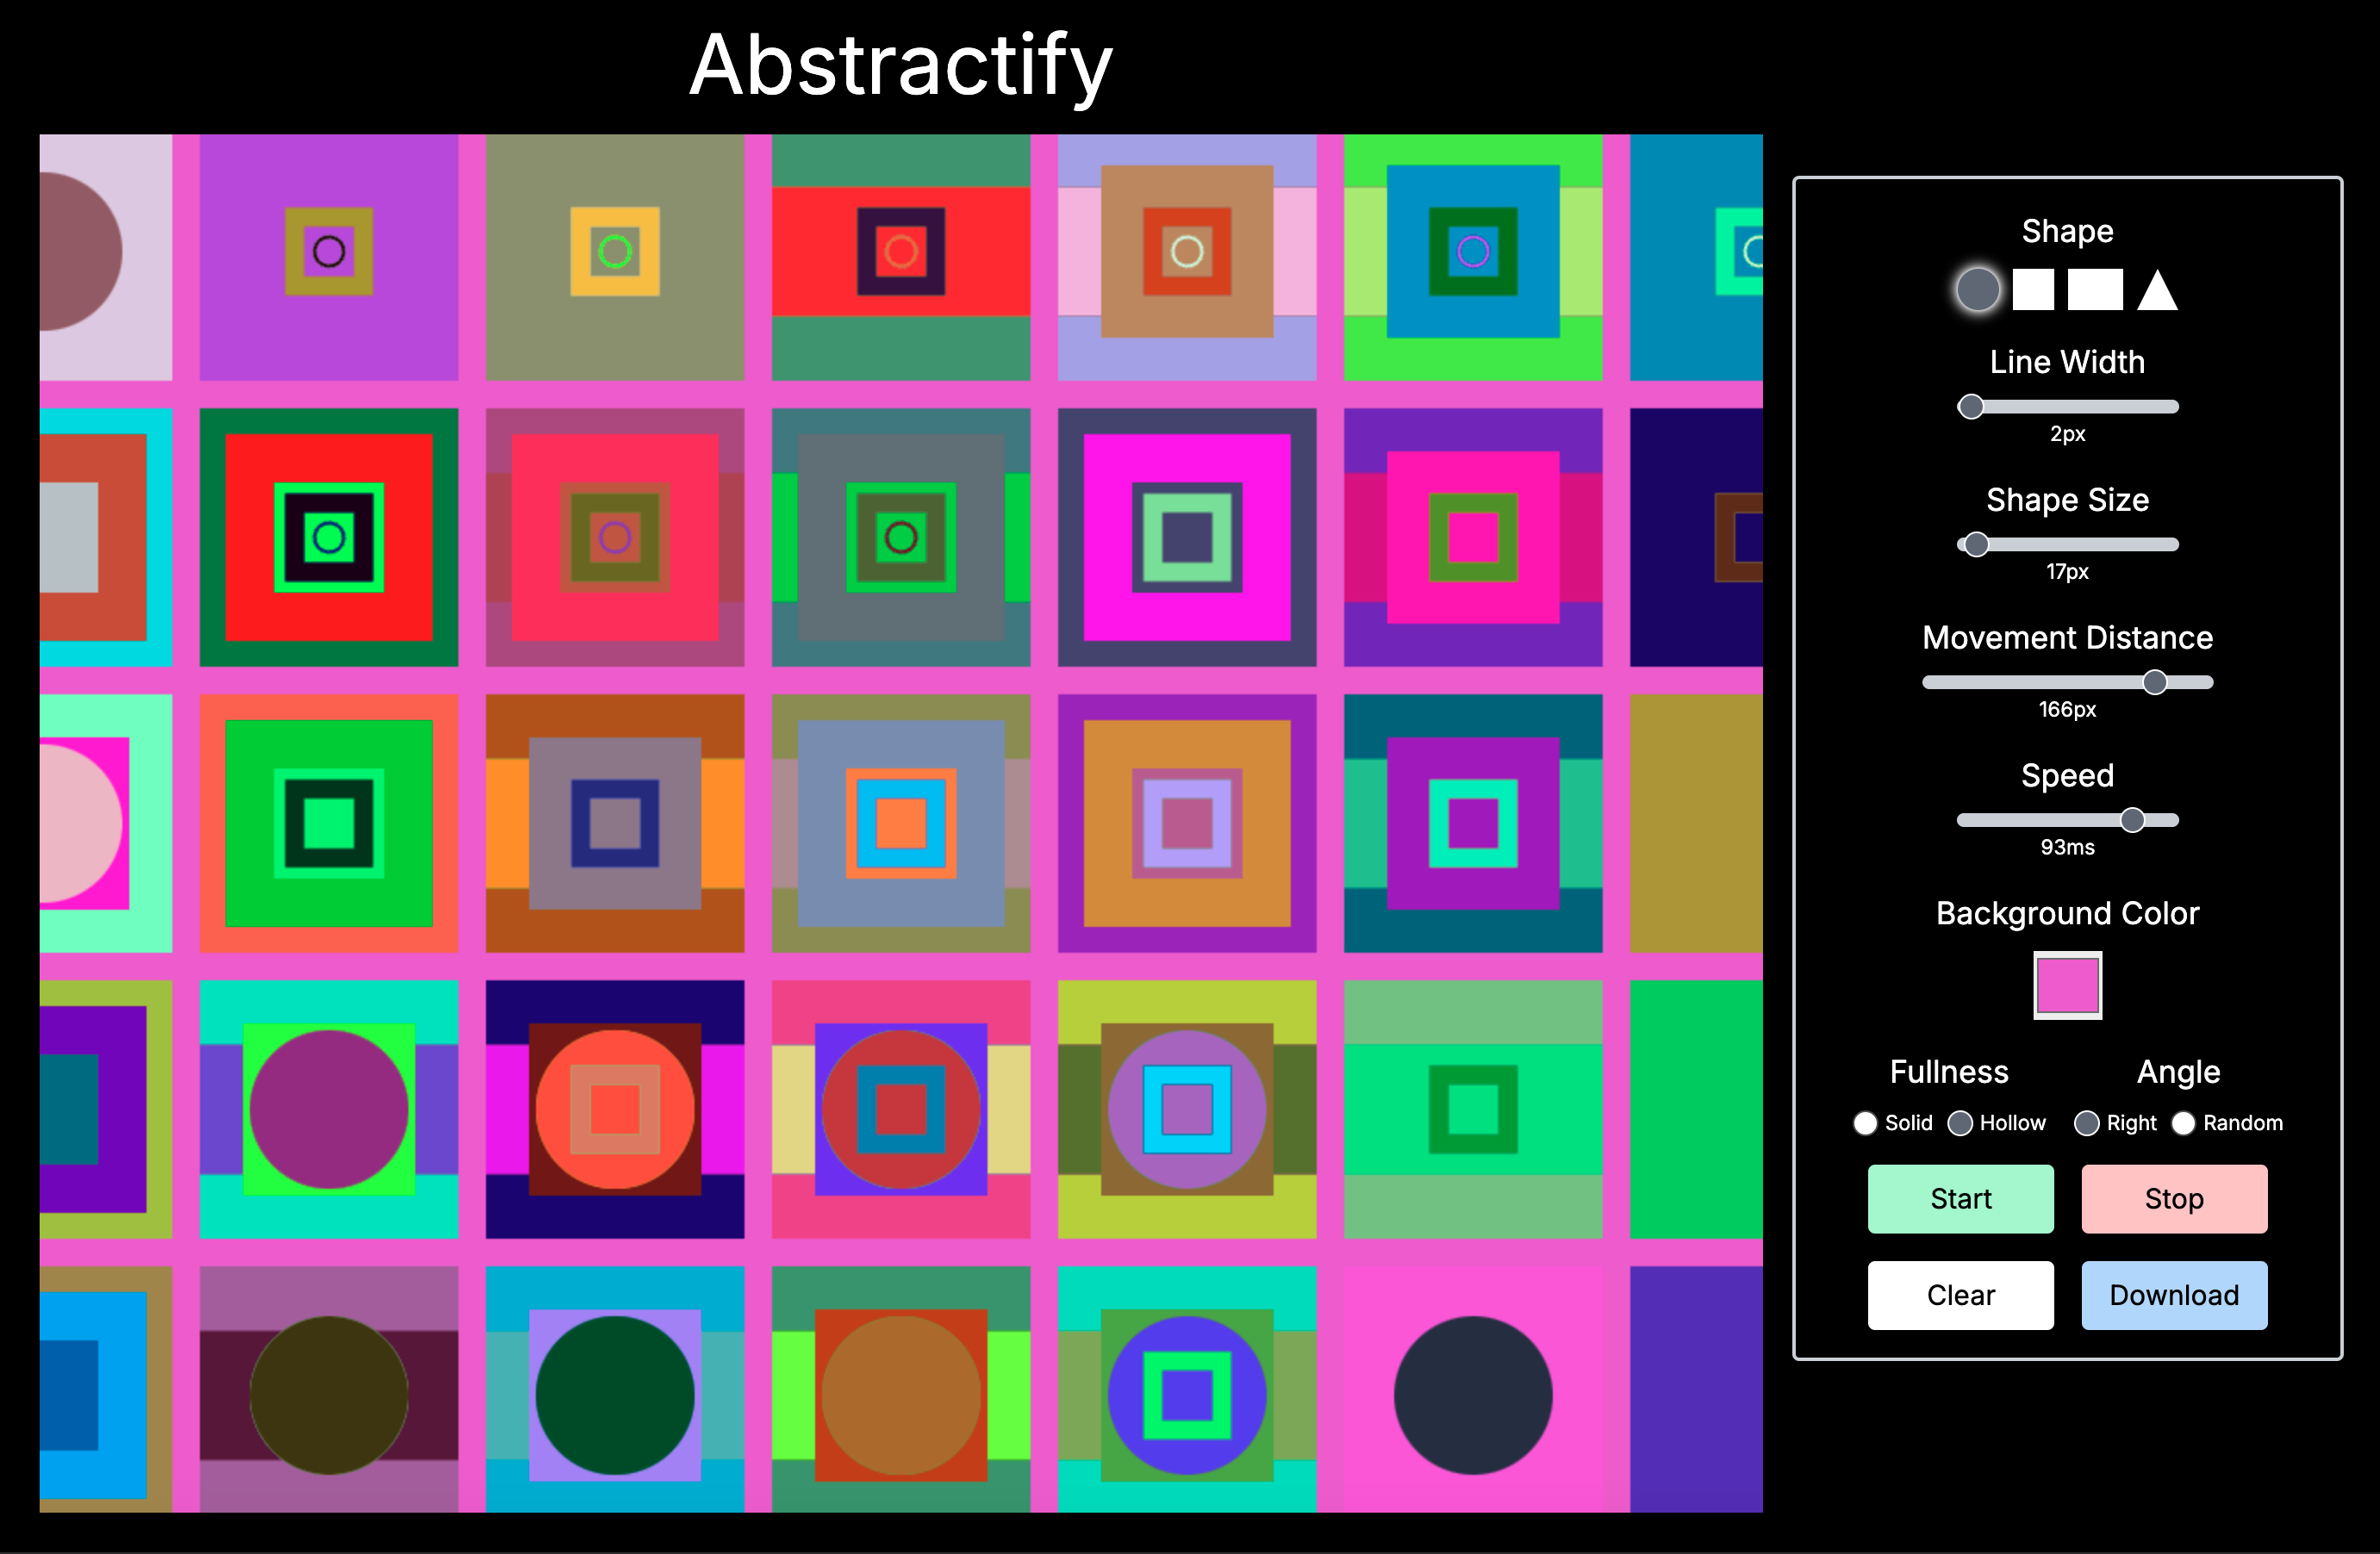 Abstractify
Shape
Line Width
2px
Shape Size
17px
Movement Distance
166px
Speed
93ms
Background Color
Fullness Angle
Solid Hollow Right Random
Start Stop
Clear Download